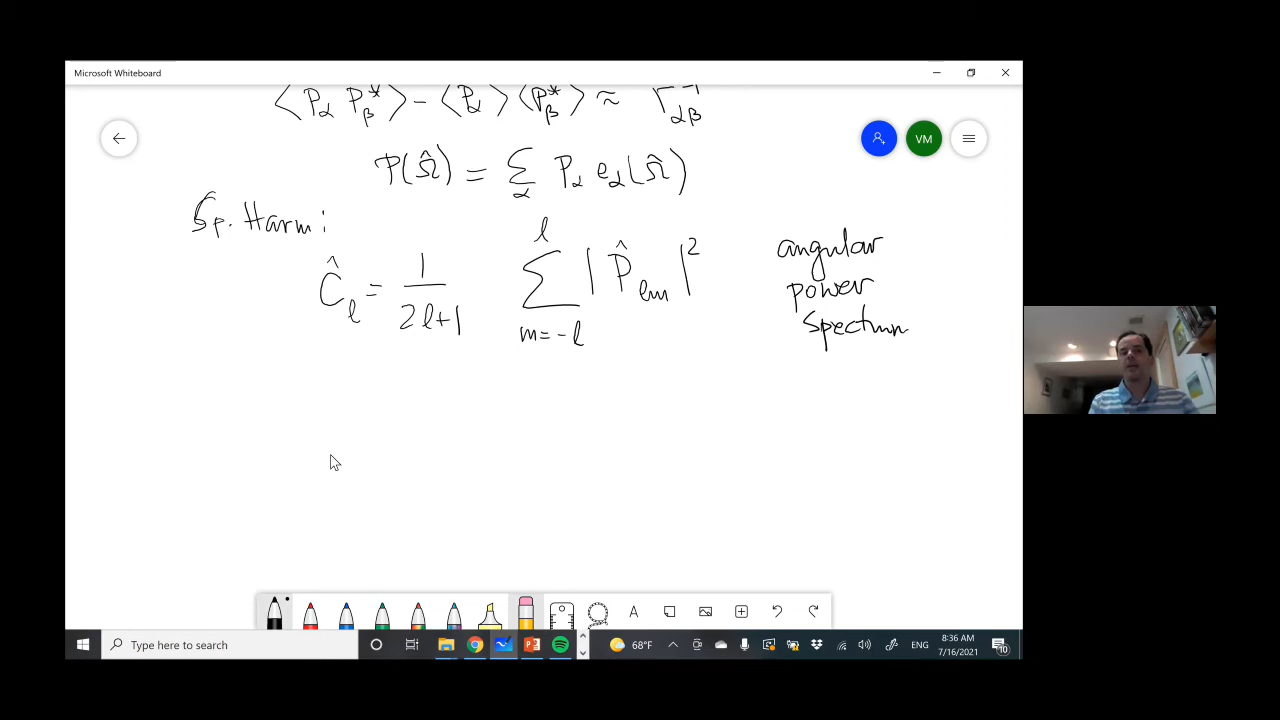 Microsoft Whiteboard
⟨P_α P_β^*⟩ - ⟨P_α⟩⟨P_β^*⟩ ≈ Γ^{-1}_{αβ}
VM
P(Ω̂) = Σ_α P_α e_α(Ω̂)
Sp. Harm:
Ĉ_l = 1/(2l+1) Σ_{m=-l}^{l} |P̂_{lm}|^2
angular
power
spectrum
A
Type here to search
68°F
ENG
8:36 AM
7/16/2021
10